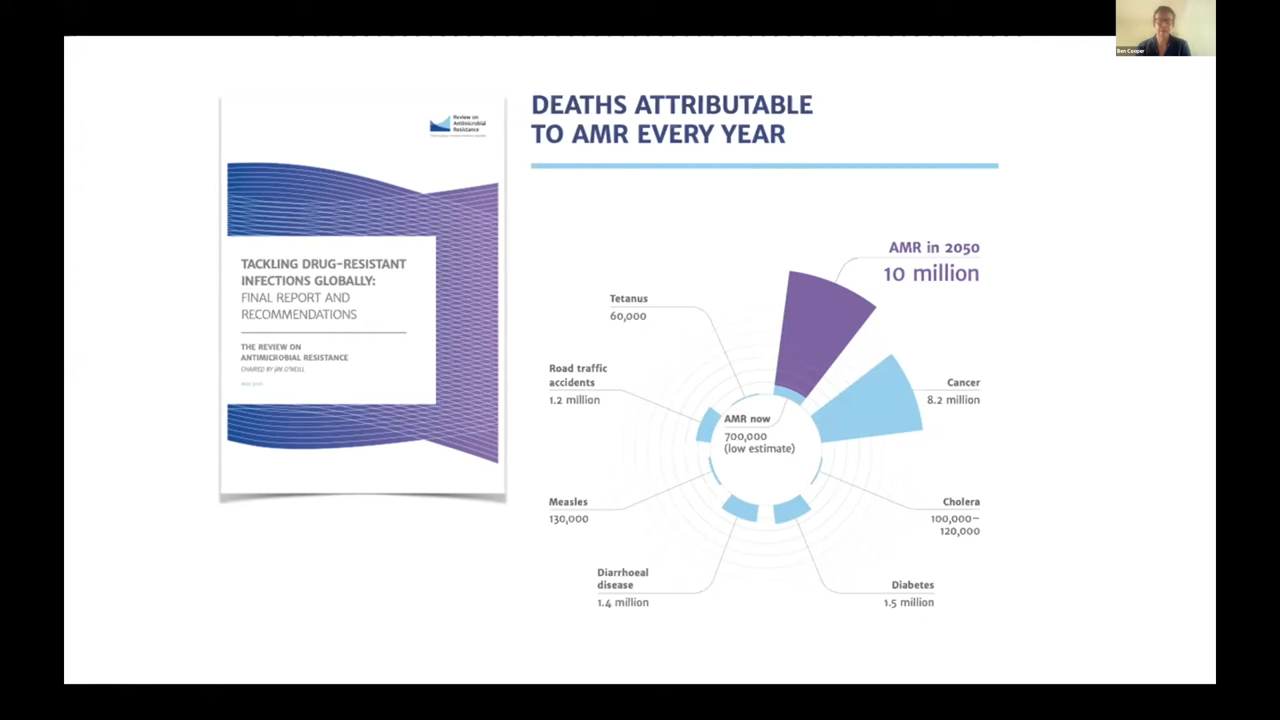 Ben Cooper
DEATHS ATTRIBUTABLE
TO AMR EVERY YEAR
Review on
Antimicrobial
Resistance
TACKLING DRUG-RESISTANT
INFECTIONS GLOBALLY:
FINAL REPORT AND
RECOMMENDATIONS
THE REVIEW ON
ANTIMICROBIAL RESISTANCE
CHAIRED BY JIM O'NEILL
AMR in 2050
10 million
Tetanus
60,000
Road traffic
accidents
1.2 million
Cancer
8.2 million
AMR now
700,000
(low estimate)
Measles
130,000
Cholera
100,000–
120,000
Diarrhoeal
disease
1.4 million
Diabetes
1.5 million